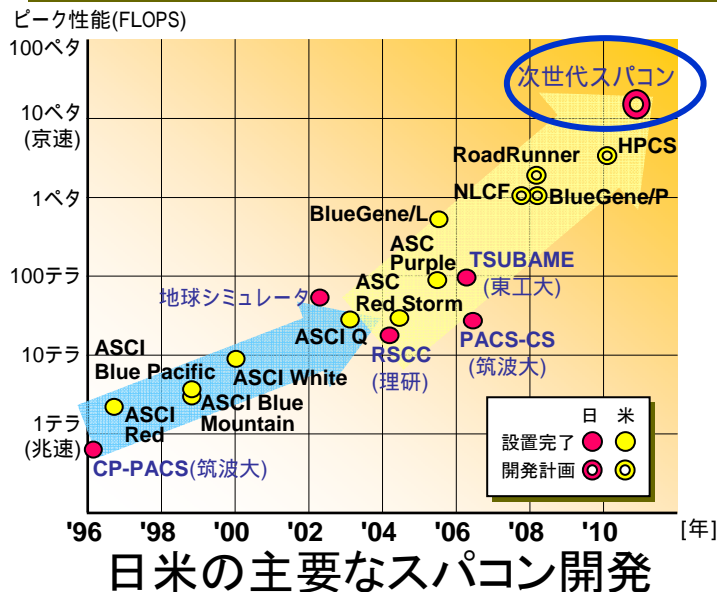 ピーク性能(FLOPS)
100ペタ
10ペタ
(京速)
1ペタ
100テラ
10テラ
1テラ
(兆速)
次世代スパコン
HPCS
RoadRunner
NLCF
BlueGene/P
BlueGene/L
ASC
Purple
TSUBAME
(東工大)
地球シミュレータ
ASC
Red Storm
ASCI Q
PACS-CS
(筑波大)
RSCC
(理研)
ASCI
Blue Pacific
ASCI White
ASCI Blue
Mountain
ASCI
Red
CP-PACS(筑波大)
日 米
設置完了
開発計画
'96 '98 '00 '02 '04 '06 '08 '10 [年]
日米の主要なスパコン開発